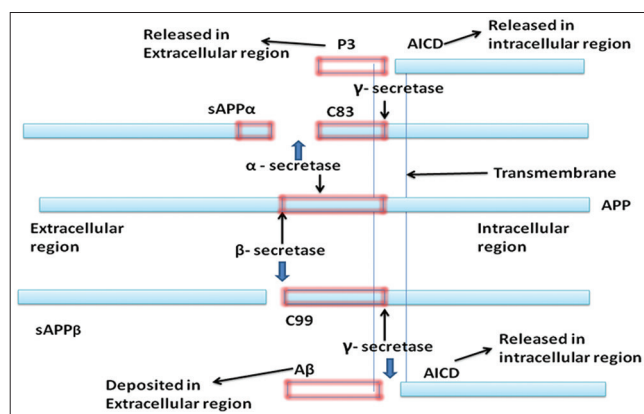 Released in
Extracellular region
P3
AICD
Released in
intracellular region
γ- secretase
sAPPα
C83
α - secretase
Transmembrane
APP
Extracellular
region
Intracellular
region
β- secretase
sAPPβ
C99
γ- secretase
Aβ
AICD
Released in
intracellular region
Deposited in
Extracellular region